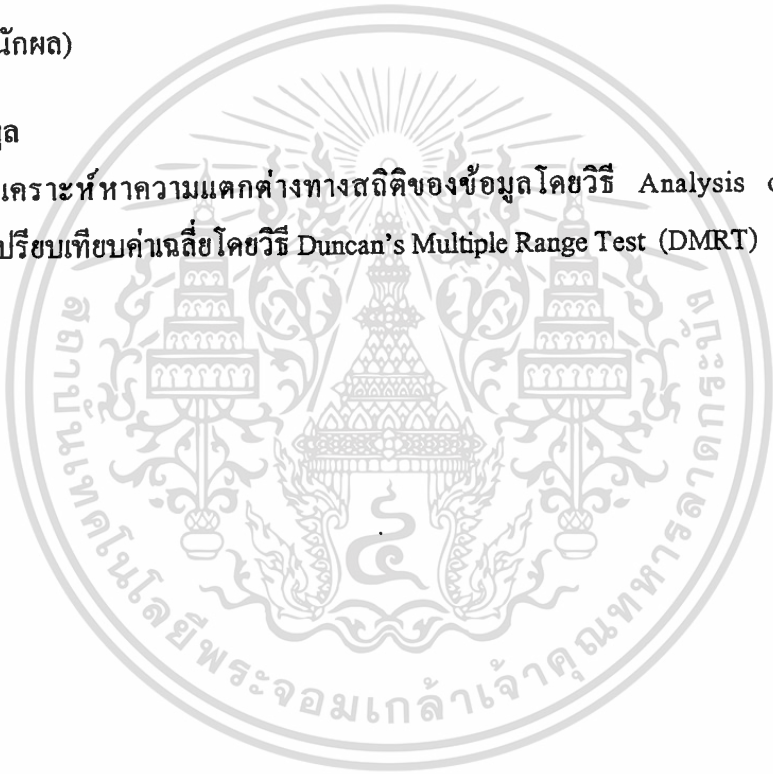 นักผล)
มูล
เคราะห์หาความแตกต่างทางสถิติของข้อมูลโดยวิธี Analysis
เปรียบเทียบค่าเฉลี่ยโดยวิธี Duncan's Multiple Range Test (DMRT)
สถาบันเทคโนโลยีพระจอมเกล้าเจ้าคุณทหารลาดกระบัง